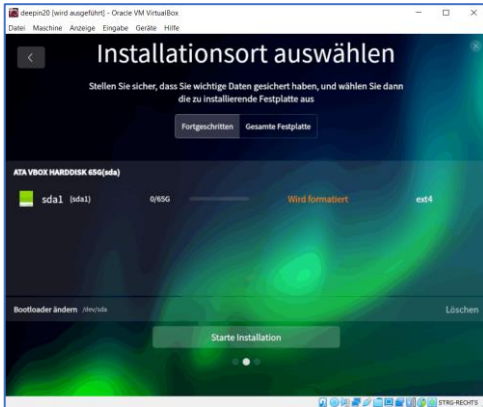 deepin20 [wird ausgeführt] - Oracle VM VirtualBox
Datei Maschine Anzeige Eingabe Geräte Hilfe
Installationsort auswählen
Stellen Sie sicher, dass Sie wichtige Daten gesichert haben, und wählen Sie dann
die zu installierende Festplatte aus
Fortgeschritten Gesamte Festplatte
ATA VBOX HARDDISK 65G(sda)
sda1 (sda1) 0/65G Wird formatiert ext4
Bootloader ändern /dev/sda Löschen
Starte Installation
STRG-RECHTS